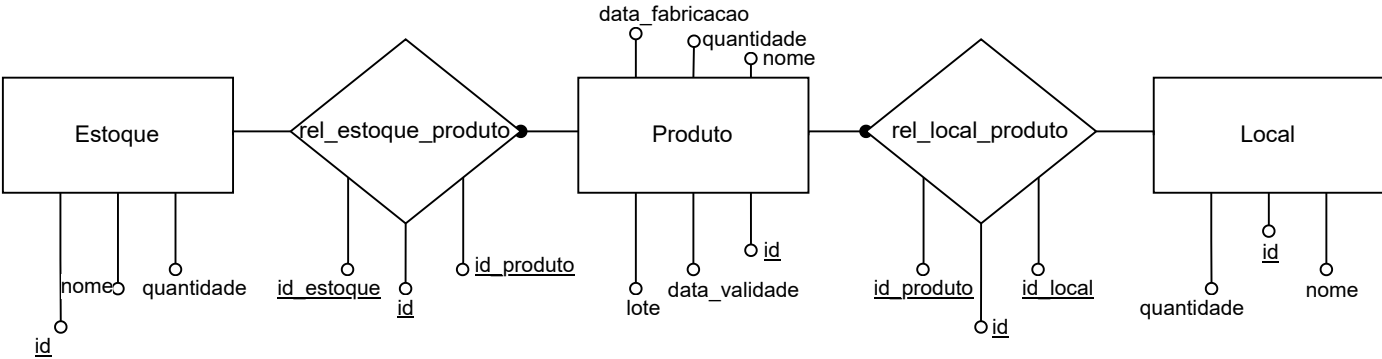 data_fabricacao
quantidade
nome
Estoque
rel_estoque_produto
Produto
rel_local_produto
Local
nome
quantidade
id
id_estoque
id
id_produto
lote
data_validade
id
id_produto
id
id_local
quantidade
id
nome